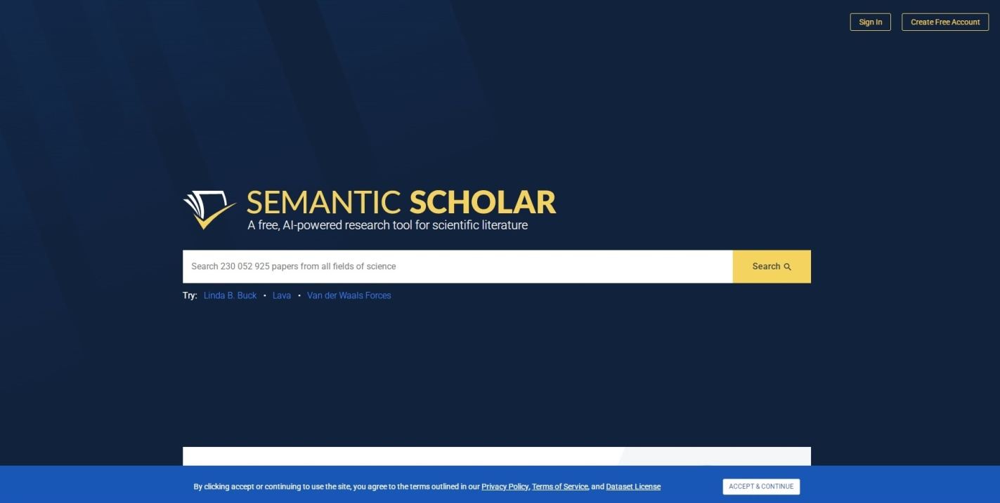 Sign In Create Free Account
SEMANTIC SCHOLAR
A free, AI-powered research tool for scientific literature
Search 230 052 925 papers from all fields of science Search
Try: Linda B. Buck • Lava • Van der Waals Forces
By clicking accept or continuing to use the site, you agree to the terms outlined in our Privacy Policy, Terms of Service, and Dataset License ACCEPT & CONTINUE